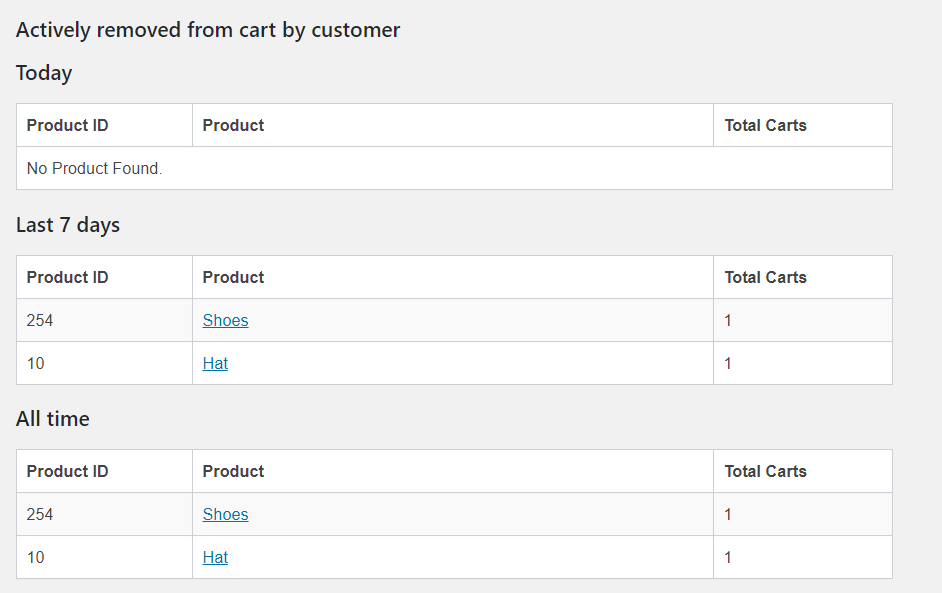 Actively removed from cart by customer
Today
Product ID Product Total Carts
No Product Found.
Last 7 days
Product ID Product Total Carts
254 Shoes 1
10 Hat 1
All time
Product ID Product Total Carts
254 Shoes 1
10 Hat 1